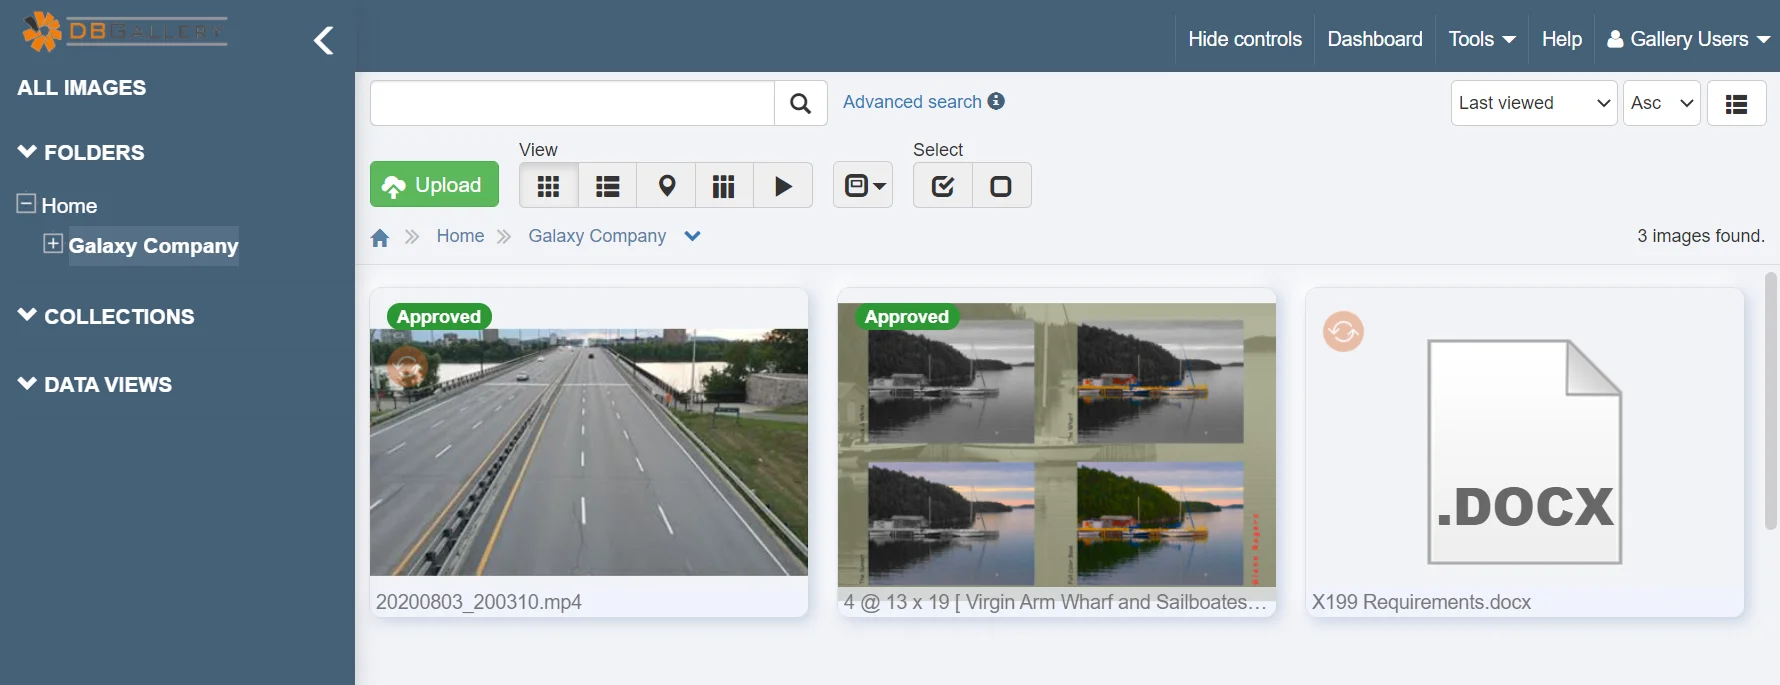 DBGALLERY
Hide controls
Dashboard
Tools
Help
Gallery Users
ALL IMAGES
FOLDERS
Home
Galaxy Company
COLLECTIONS
DATA VIEWS
Advanced search
Last viewed
Asc
View
Select
Upload
Home
Galaxy Company
3 images found.
Approved
20200803_200310.mp4
Approved
The Wharf
4 @ 13 x 19 [ Virgin Arm Wharf and Sailboates...
.DOCX
X199 Requirements.docx